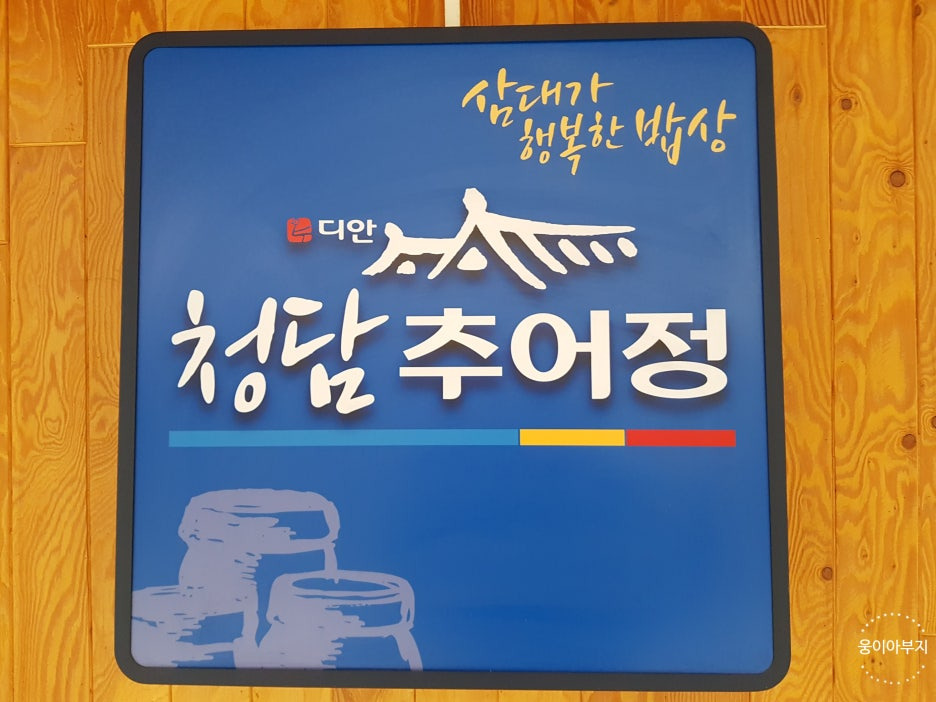 삼대가
행복한 밥상
디안
청담 추어정
웅이아부지